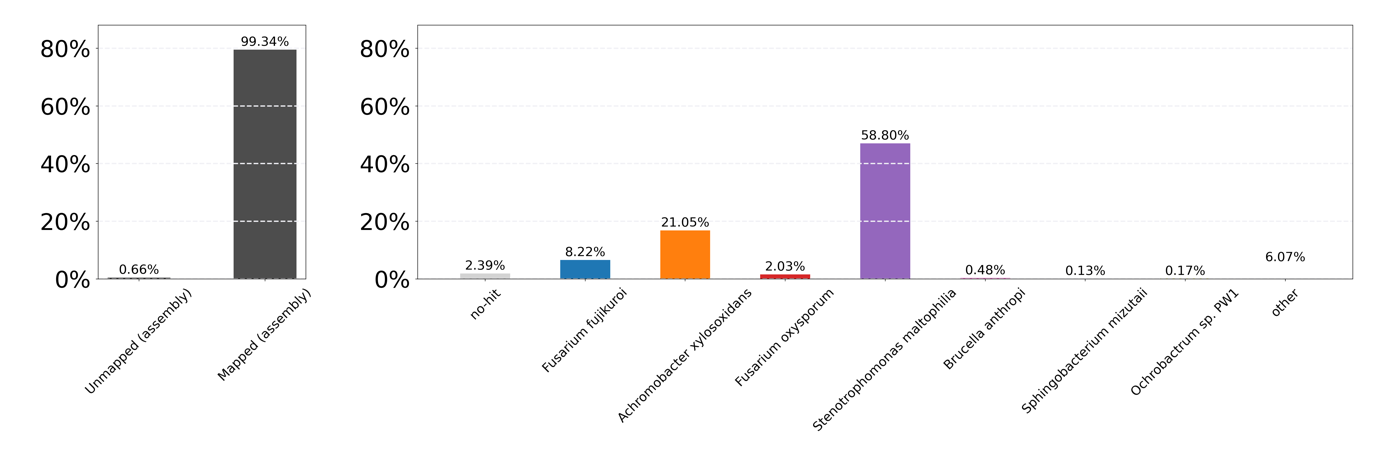 99.34%
80%
60%
40%
20%
0.66%
0%
Unmapped (assembly)
Mapped (assembly)
80%
60%
58.80%
40%
21.05%
20%
8.22%
6.07%
2.39%
2.03%
0.48%
0.13%
0.17%
0%
no-hit
Fusarium fujikuroi
Achromobacter xylosoxidans
Fusarium oxysporum
Stenotrophomonas maltophilia
Brucella anthropi
Sphingobacterium mizutaii
Ochrobactrum sp. PW1
other